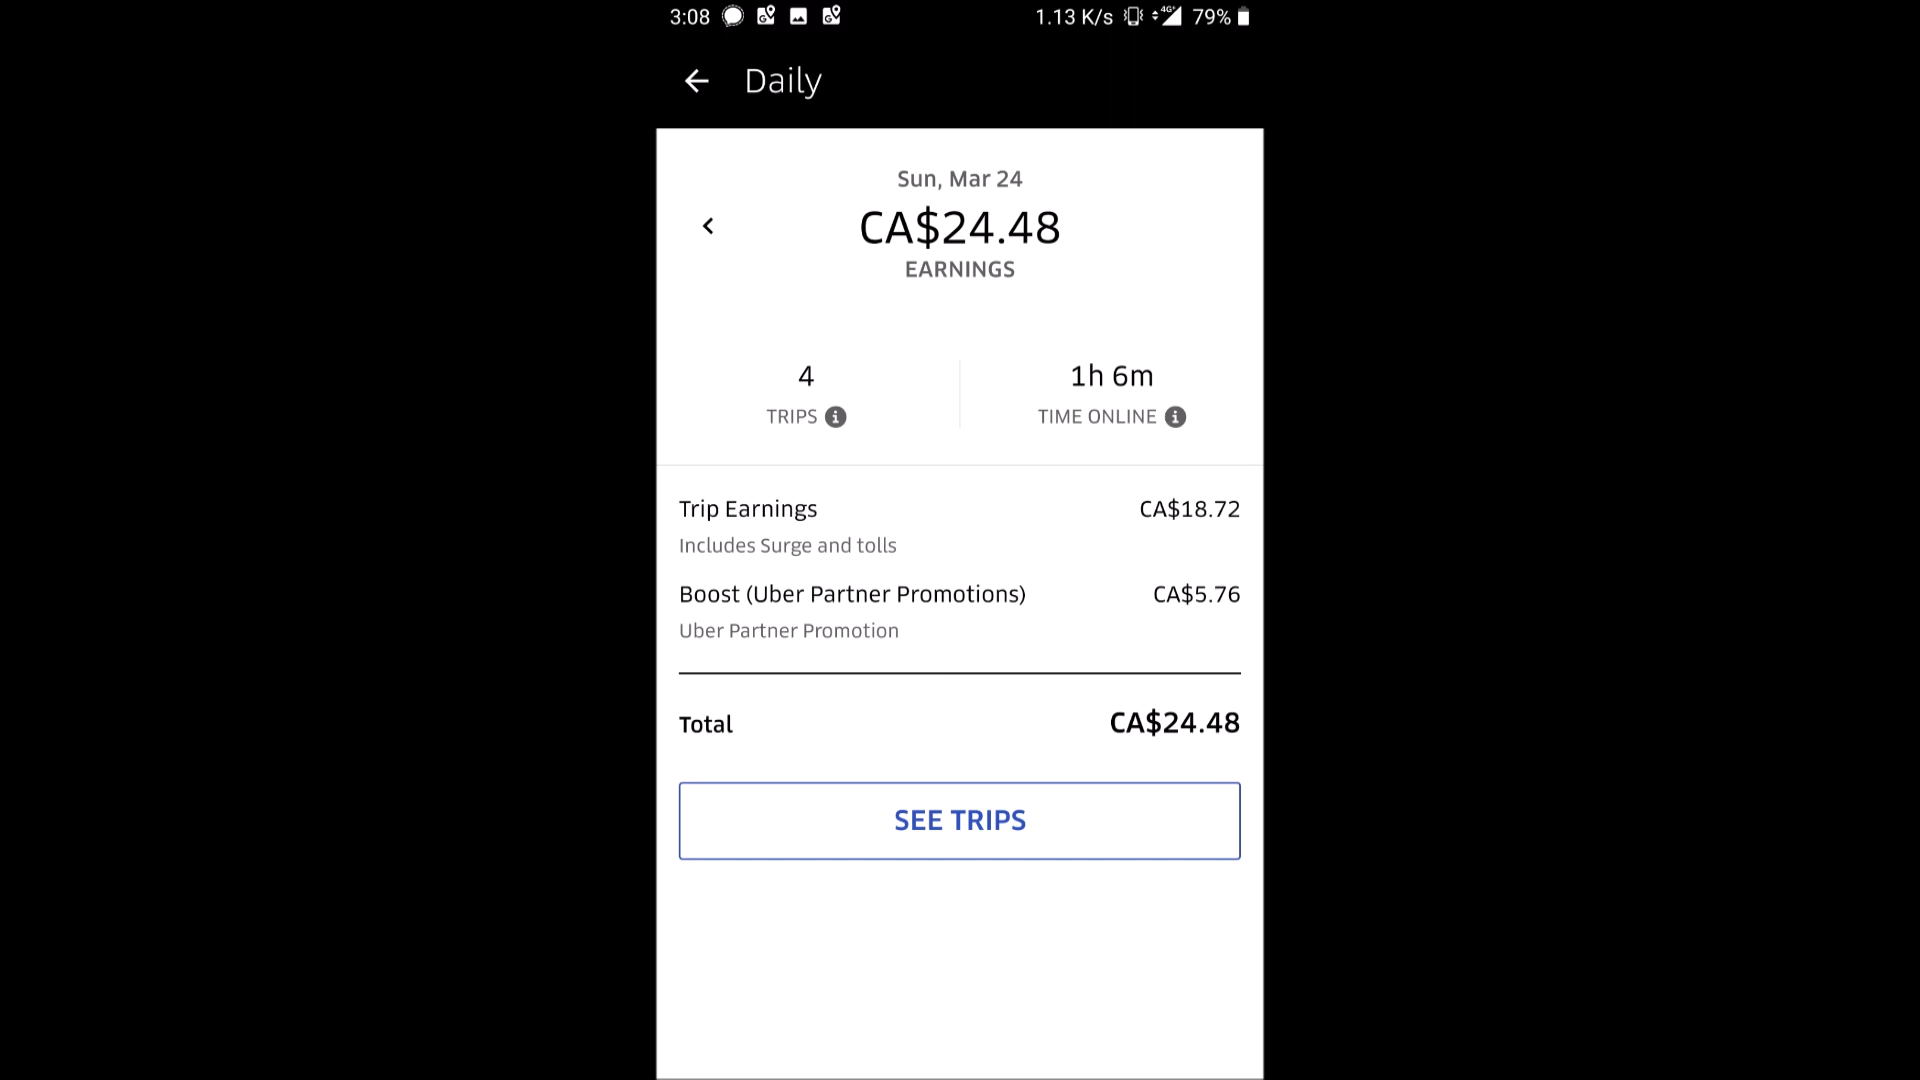 3:08 1.13 K/s 4G+ 79%
Daily
Sun, Mar 24
CA$24.48
EARNINGS
4 1h 6m
TRIPS TIME ONLINE
Trip Earnings CA$18.72
Includes Surge and tolls
Boost (Uber Partner Promotions) CA$5.76
Uber Partner Promotion
Total CA$24.48
SEE TRIPS